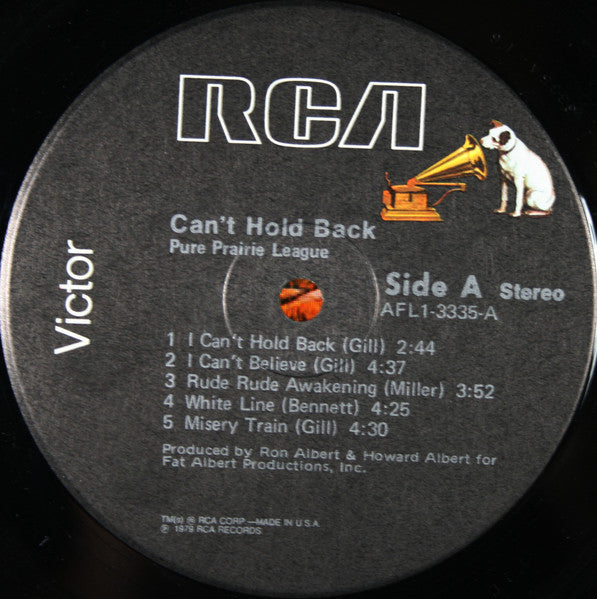 RCA
Victor
Can't Hold Back
Pure Prairie League
Side A Stereo
AFL1-3335-A
1 I Can't Hold Back (Gill) 2:44
2 I Can't Believe (Gill) 4:37
3 Rude Rude Awakening (Miller) 3:52
4 White Line (Bennett) 4:25
5 Misery Train (Gill) 4:30
Produced by Ron Albert & Howard Albert for
Fat Albert Productions, Inc.
TM(s) ® RCA CORP.—MADE IN U.S.A.
℗ 1979 RCA RECORDS